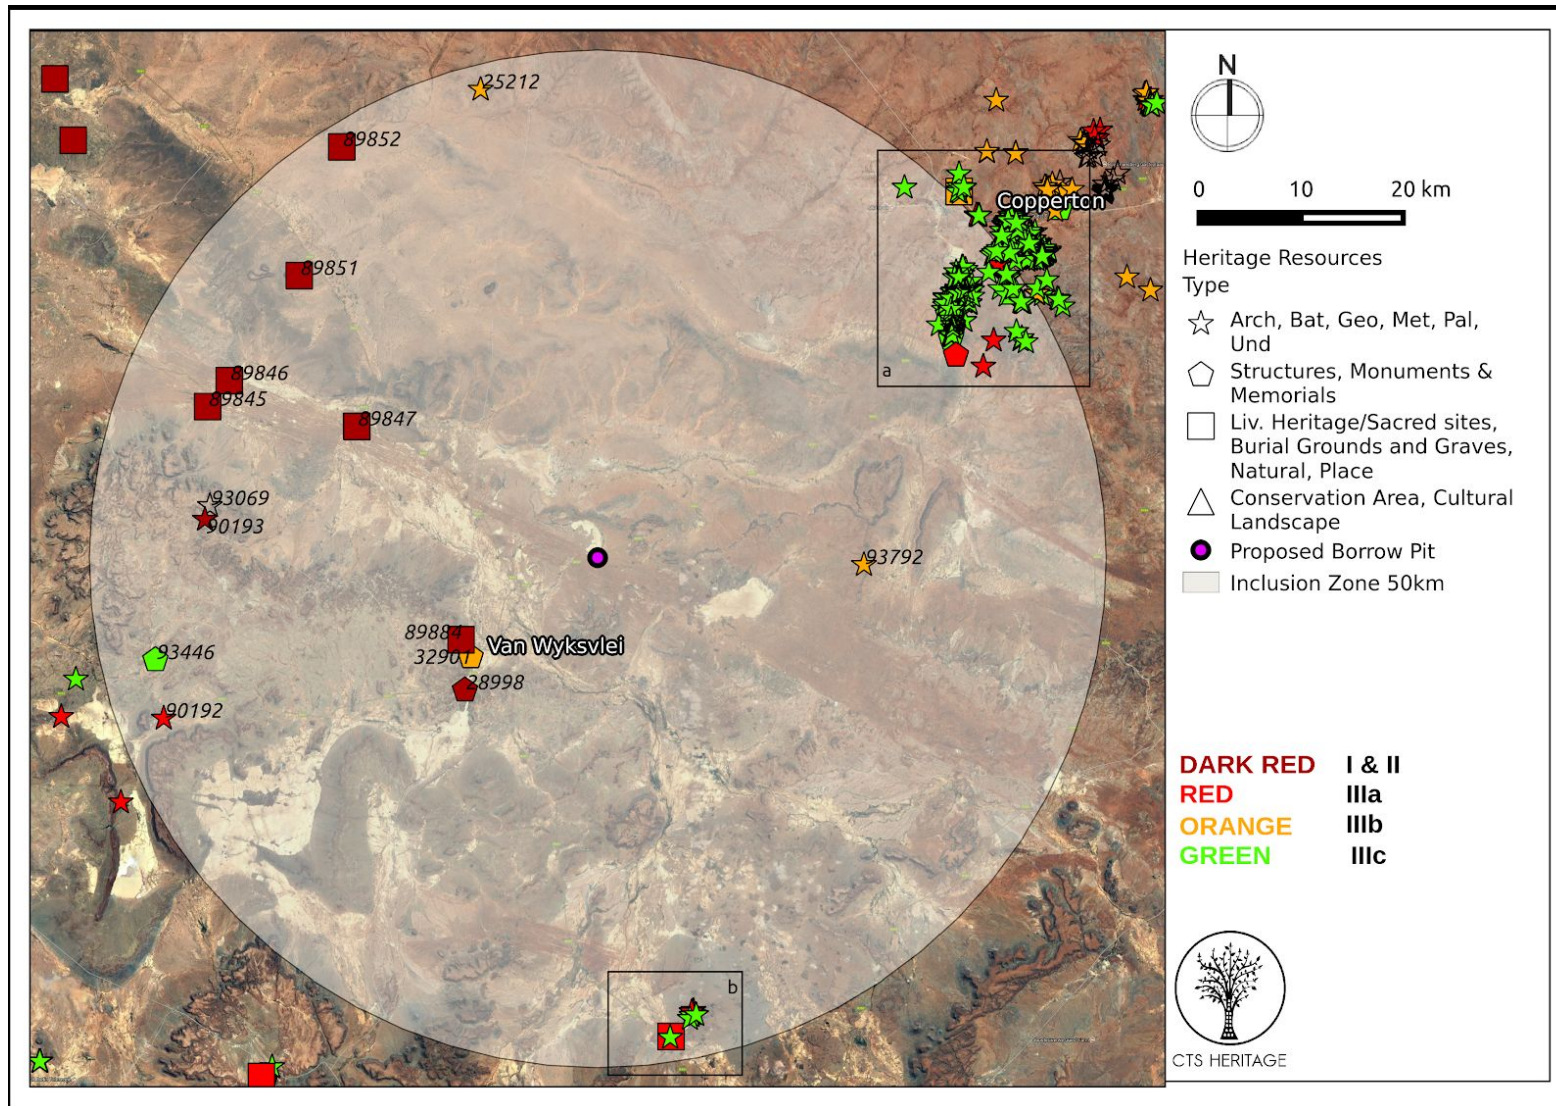 25212
89852
89851
89846
89845
89847
93069
90193
93792
89884
Van Wyksvlei
32901
28998
93446
90192
Copperton
a
b
N
0 10 20 km
Heritage Resources
Type
Arch, Bat, Geo, Met, Pal,
Und
Structures, Monuments &
Memorials
Liv. Heritage/Sacred sites,
Burial Grounds and Graves,
Natural, Place
Conservation Area, Cultural
Landscape
Proposed Borrow Pit
Inclusion Zone 50km
DARK RED I & II
RED IIIa
ORANGE IIIb
GREEN IIIc
CTS HERITAGE